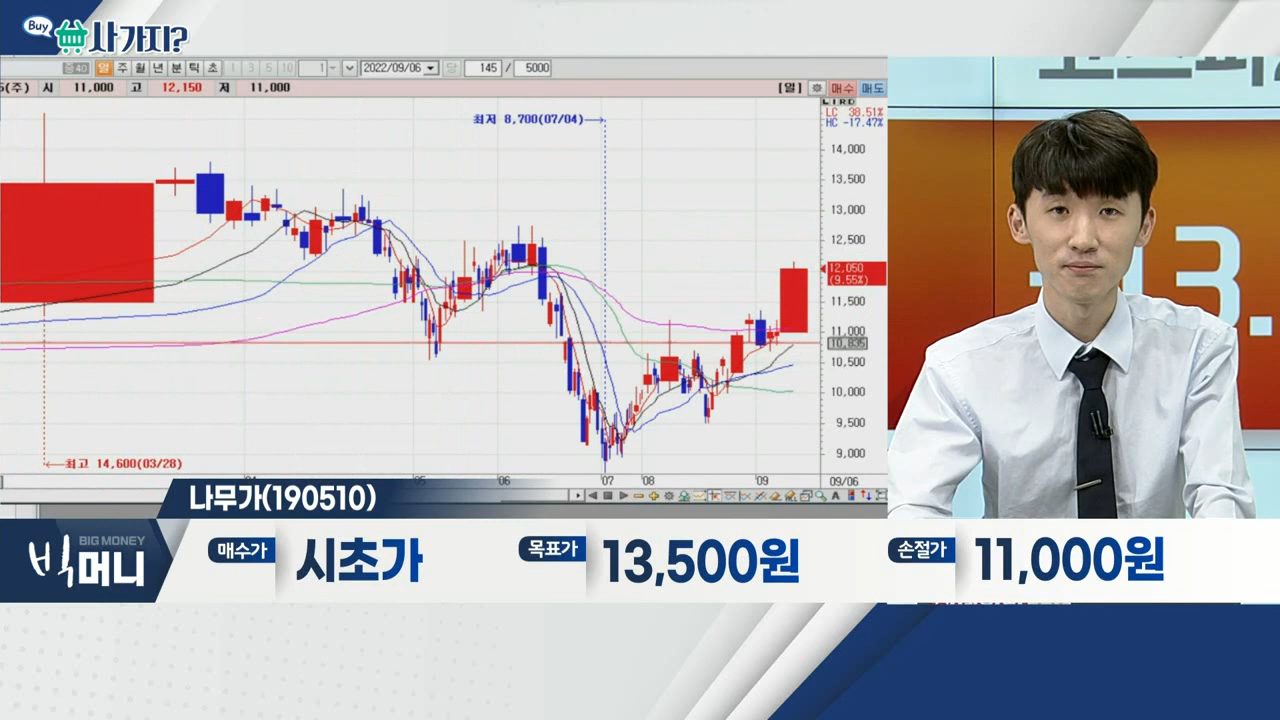 Buy 사가지?
종40 일 주 월 년 분 틱 초 1 3 5 10 1 2022/09/06 당 145 / 5000
5(주) 시 11,000 고 12,150 저 11,000 [일] 매수 매도
LIRD
LC 38.51%
HC -17.47%
최저 8,700(07/04)
14,000
13,500
13,000
12,500
12,050
(9.55%)
11,500
11,000
10,835
10,500
10,000
9,500
9,000
최고 14,600(03/28)
04 05 06 07 08 09 09/06
13.
나무가(190510)
BIG MONEY
빅머니
매수가 시초가 목표가 13,500원 손절가 11,000원